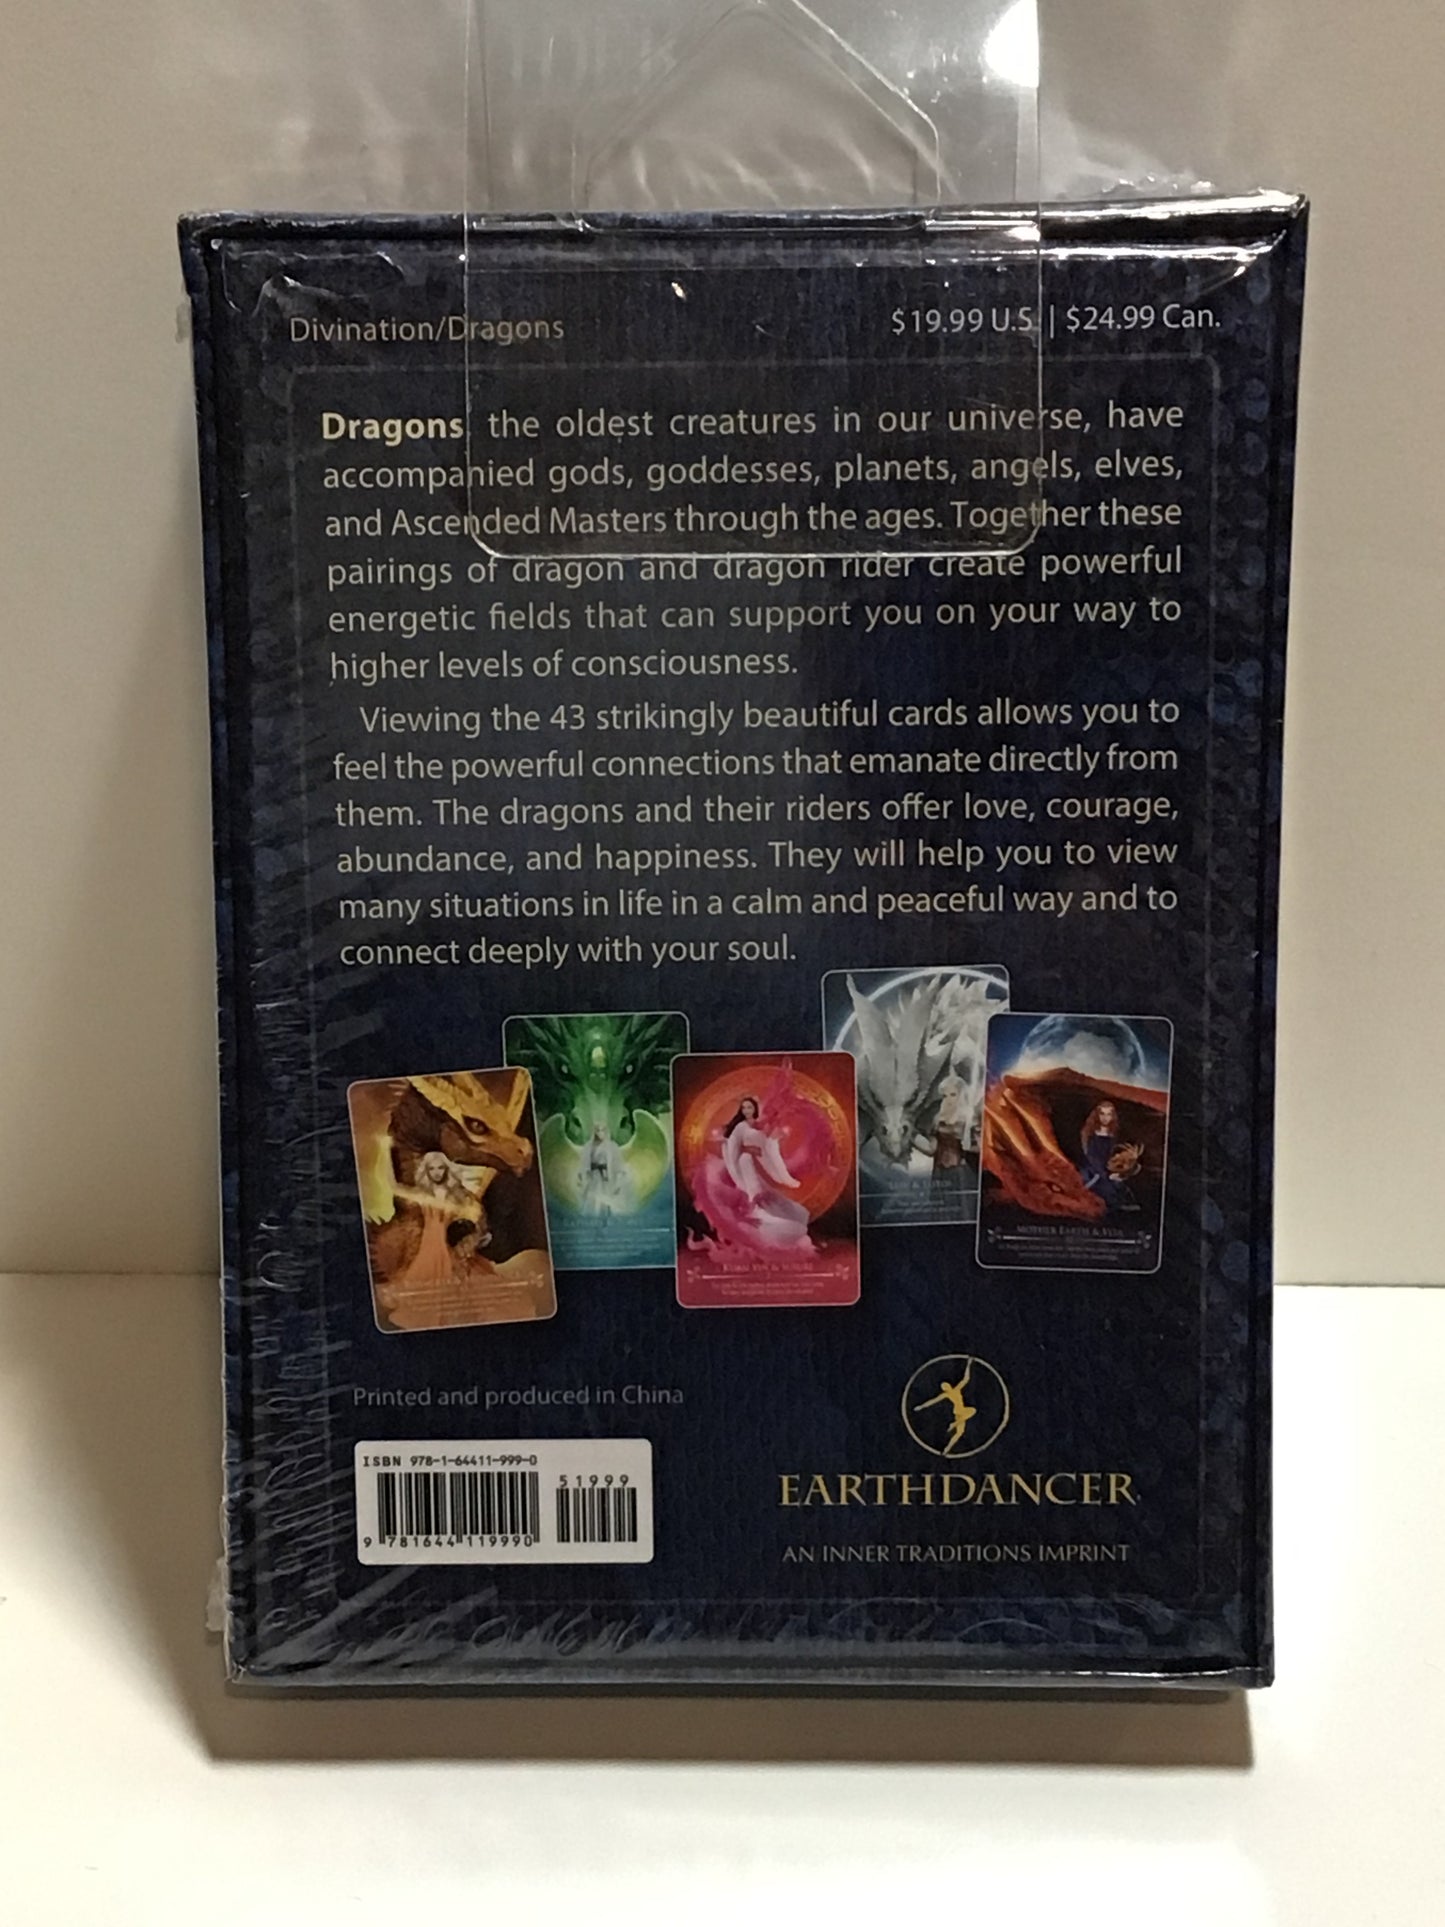 Divination/Dragons
$19.99 U.S. | $24.99 Can.
Dragons, the oldest creatures in our universe, have
accompanied gods, goddesses, planets, angels, elves,
and Ascended Masters through the ages. Together these
pairings of dragon and dragon rider create powerful
energetic fields that can support you on your way to
higher levels of consciousness.
Viewing the 43 strikingly beautiful cards allows you to
feel the powerful connections that emanate directly from
them. The dragons and their riders offer love, courage,
abundance, and happiness. They will help you to view
many situations in life in a calm and peaceful way and to
connect deeply with your soul.
MOTHER EARTH &
Printed and produced in China
ISBN 978-1-64411-999-0
51999
9 781644 119990
EARTHDANCER
AN INNER TRADITIONS IMPRINT